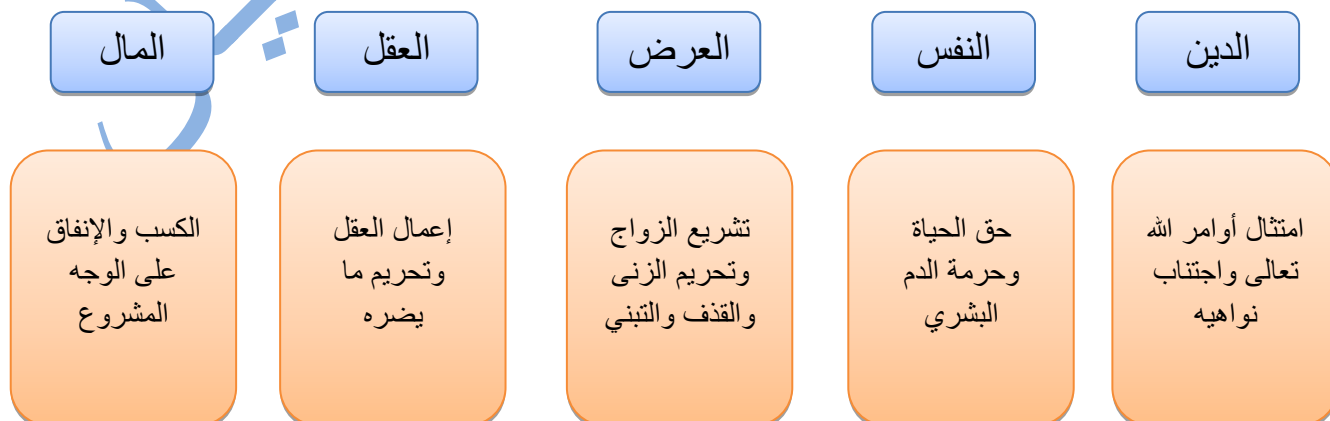 الدين
النفس
العرض
العقل
المال
امتثال أوامر الله
تعالى واجتناب
نواهيه
حق الحياة
وحرمة الدم
البشري
تشريع الزواج
وتحريم الزنى
والقذف والتبني
إعمال العقل
وتحريم ما
يضره
الكسب والإنفاق
على الوجه
المشروع